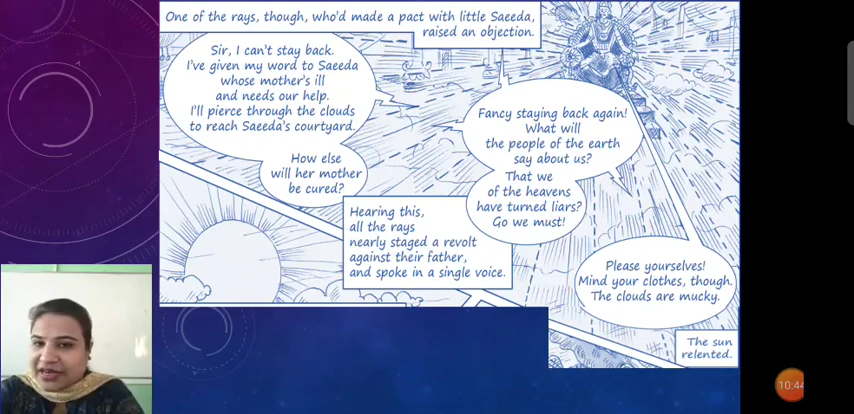 One of the rays, though, who'd made a pact with little Saeeda,
raised an objection.
Sir, I can't stay back.
I've given my word to Saeeda
whose mother's ill
and needs our help.
I'll pierce through the clouds
to reach Saeeda's courtyard.
How else
will her mother
be cured?
Hearing this,
all the rays
nearly staged a revolt
against their father,
and spoke in a single voice.
Fancy staying back again!
What will
the people of the earth
say about us?
That we
of the heavens
have turned liars?
Go we must!
Please yourselves!
Mind your clothes, though.
The clouds are mucky.
The sun
relented.
10:44